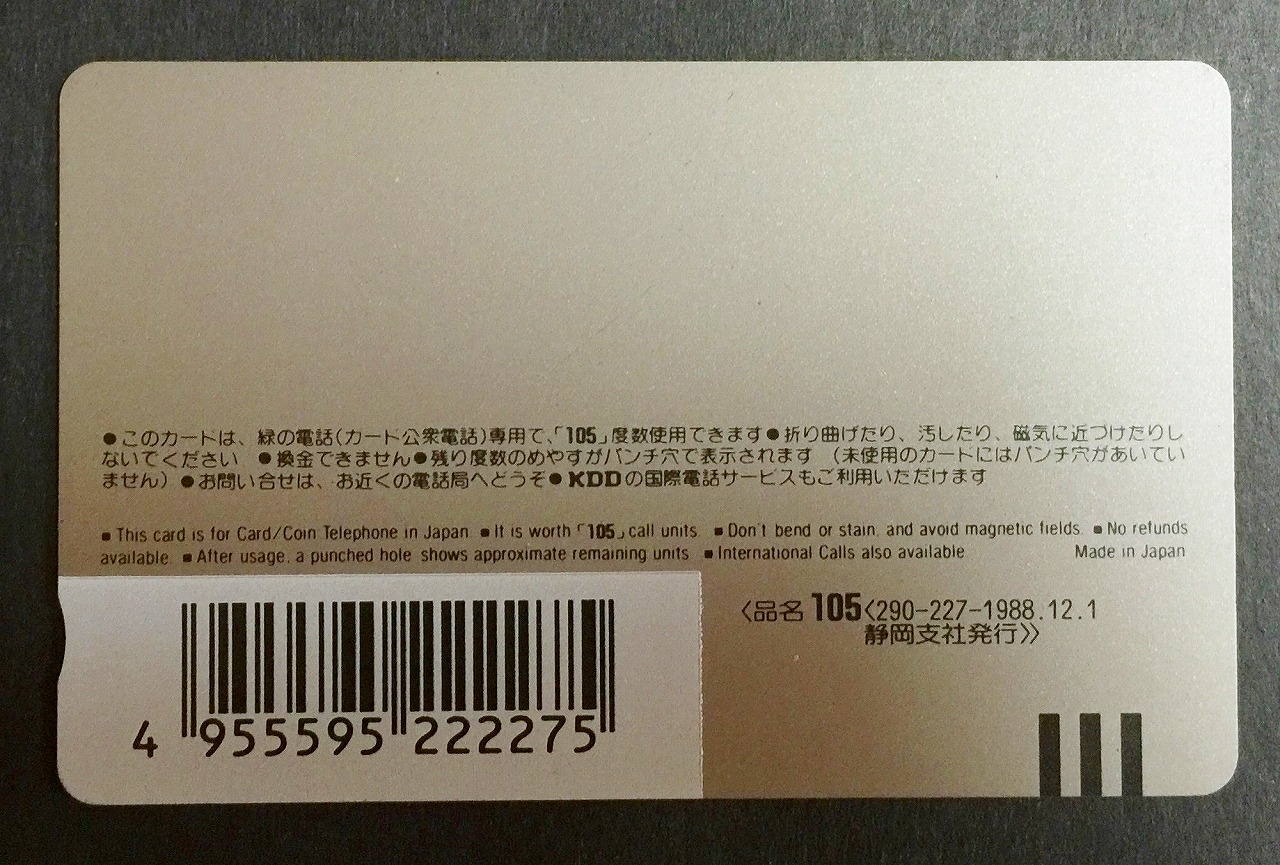 ●このカードは、緑の電話(カード公衆電話)専用で、「105」度数使用できます●折り曲げたり、汚したり、磁気に近づけたりし
ないでください ●換金できません●残り度数のめやすがパンチ穴で表示されます (未使用のカードにはパンチ穴があいてい
ません)●お問い合せは、お近くの電話局へどうぞ●KDDの国際電話サービスもご利用いただけます
■This card is for Card/Coin Telephone in Japan. ■It is worth「105」call units. ■Don't bend or stain, and avoid magnetic fields. ■No refunds
available. ■After usage, a punched hole shows approximate remaining units ■International Calls also available Made in Japan
〈品名 105〈290-227-1988.12.1
静岡支社発行〉〉
4 955595 222275